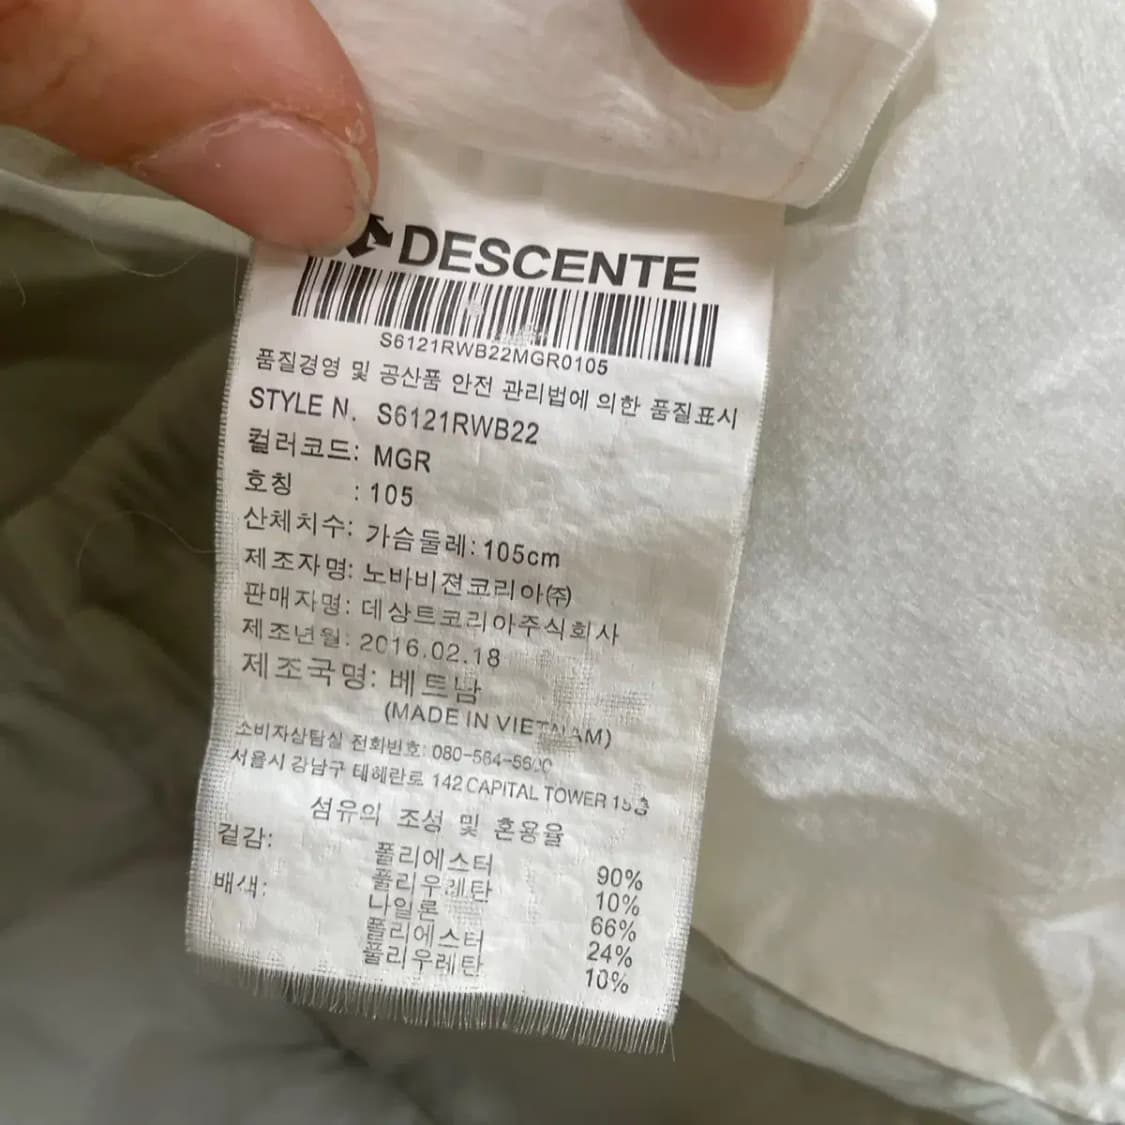 DESCENTE
S6121RWB22MGR0105
품질경영 및 공산품 안전 관리법에 의한 품질표시
STYLE N. S6121RWB22
컬러코드: MGR
호칭 : 105
산체치수: 가슴둘레: 105cm
제조자명: 노바비젼코리아㈜
판매자명: 데상트코리아주식회사
제조년월: 2016.02.18
제조국명: 베트남
(MADE IN VIETNAM)
소비자상담실 전화번호: 080-564-
서울시 강남구 테헤란로 142 CAPITAL TOWER 15층
섬유의 조성 및 혼용율
겉감: 폴리에스터 90%
폴리우레탄 10%
배색: 나일론 66%
폴리에스터 24%
폴리우레탄 10%